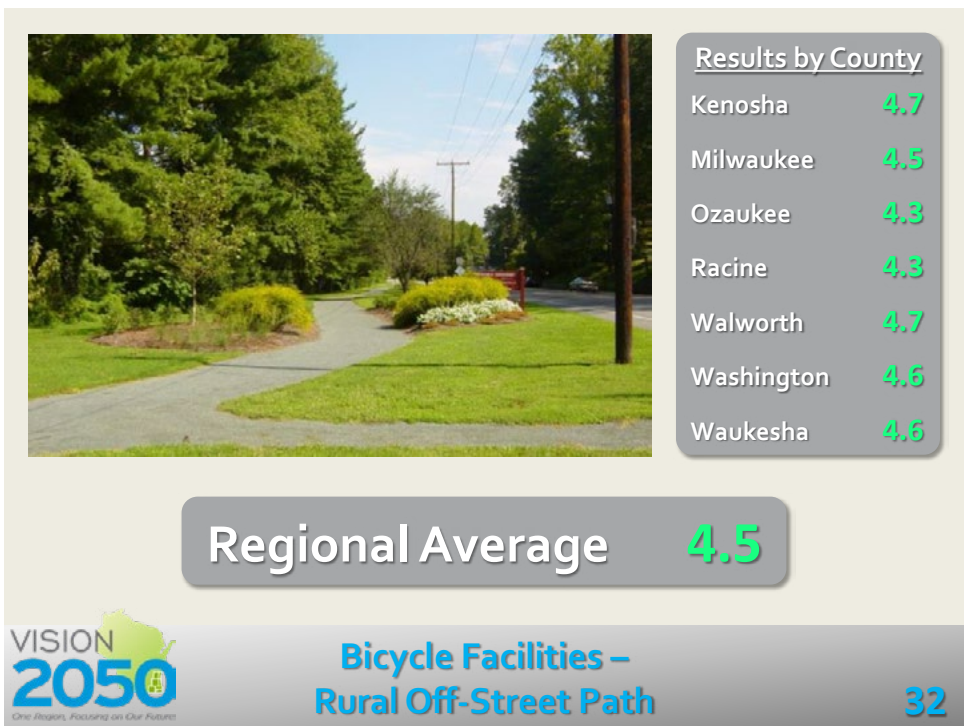 Results by County
Kenosha 4.7
Milwaukee 4.5
Ozaukee 4.3
Racine 4.3
Walworth 4.7
Washington 4.6
Waukesha 4.6
Regional Average 4.5
VISION
2050
One Region, Focusing on Our Future
Bicycle Facilities –
Rural Off-Street Path
32